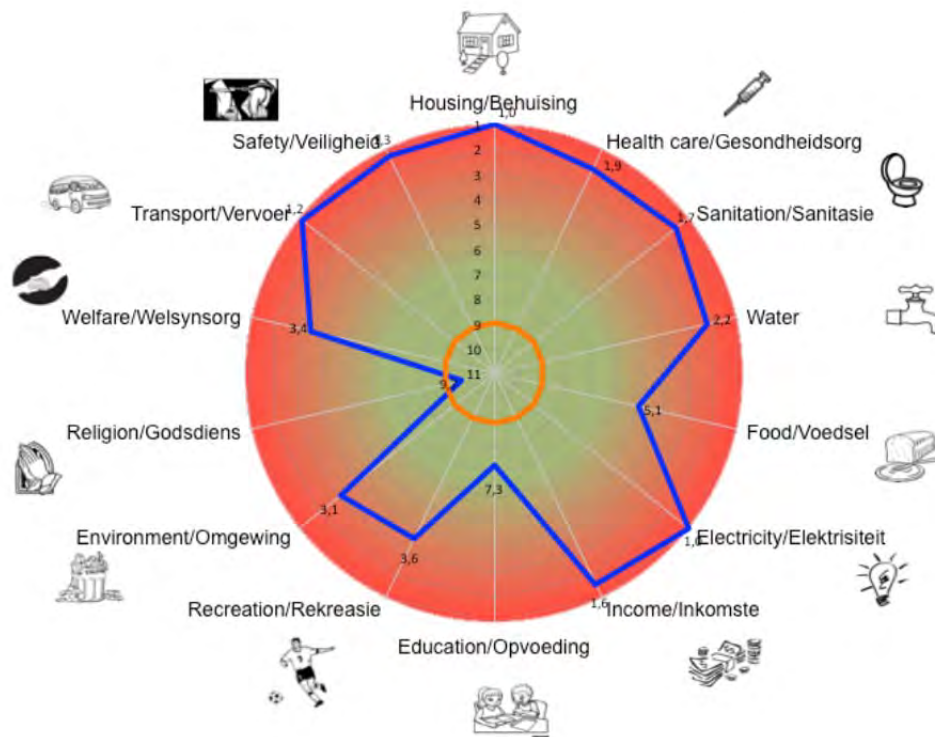 Housing/Behuising
1,0
Health care/Gesondheidsorg
1,9
Sanitation/Sanitasie
1,7
Water
2,2
Food/Voedsel
5,1
Electricity/Elektrisiteit
Income/Inkomste
1,6
Education/Opvoeding
7,3
Recreation/Rekreasie
3,6
Environment/Omgewing
3,1
Religion/Godsdiens
Welfare/Welsynsorg
3,4
Transport/Vervoer
1,2
Safety/Veiligheid
1
2
3
4
5
6
7
8
9
10
11